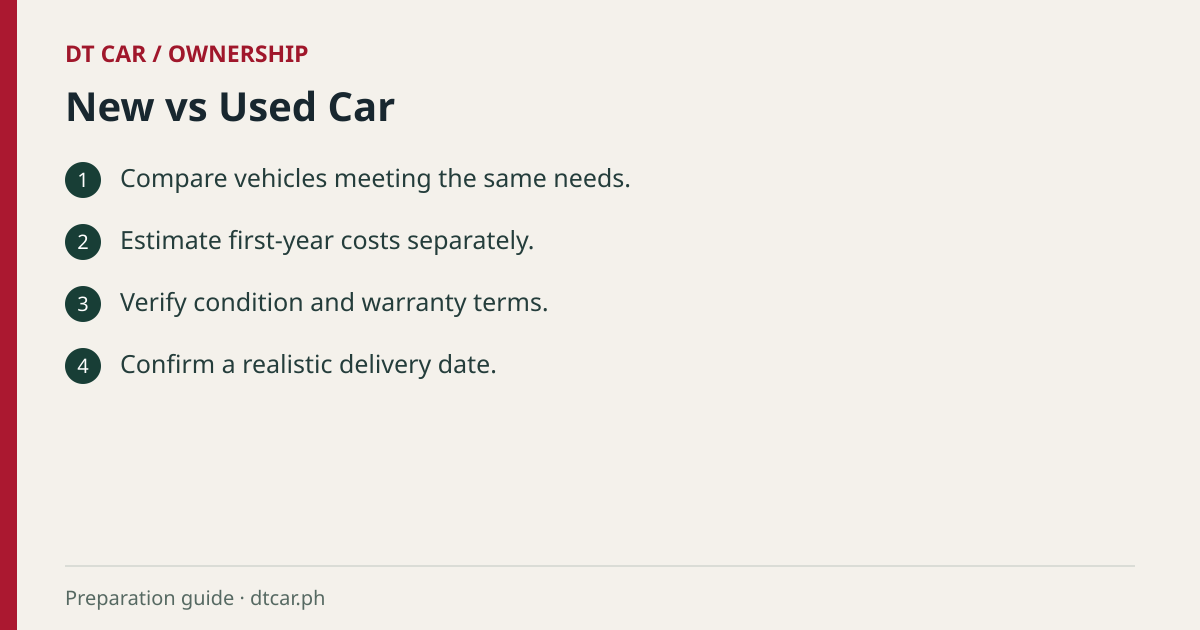 DT CAR / OWNERSHIP
New vs Used Car
1 Compare vehicles meeting the same needs.
2 Estimate first-year costs separately.
3 Verify condition and warranty terms.
4 Confirm a realistic delivery date.
Preparation guide · dtcar.ph